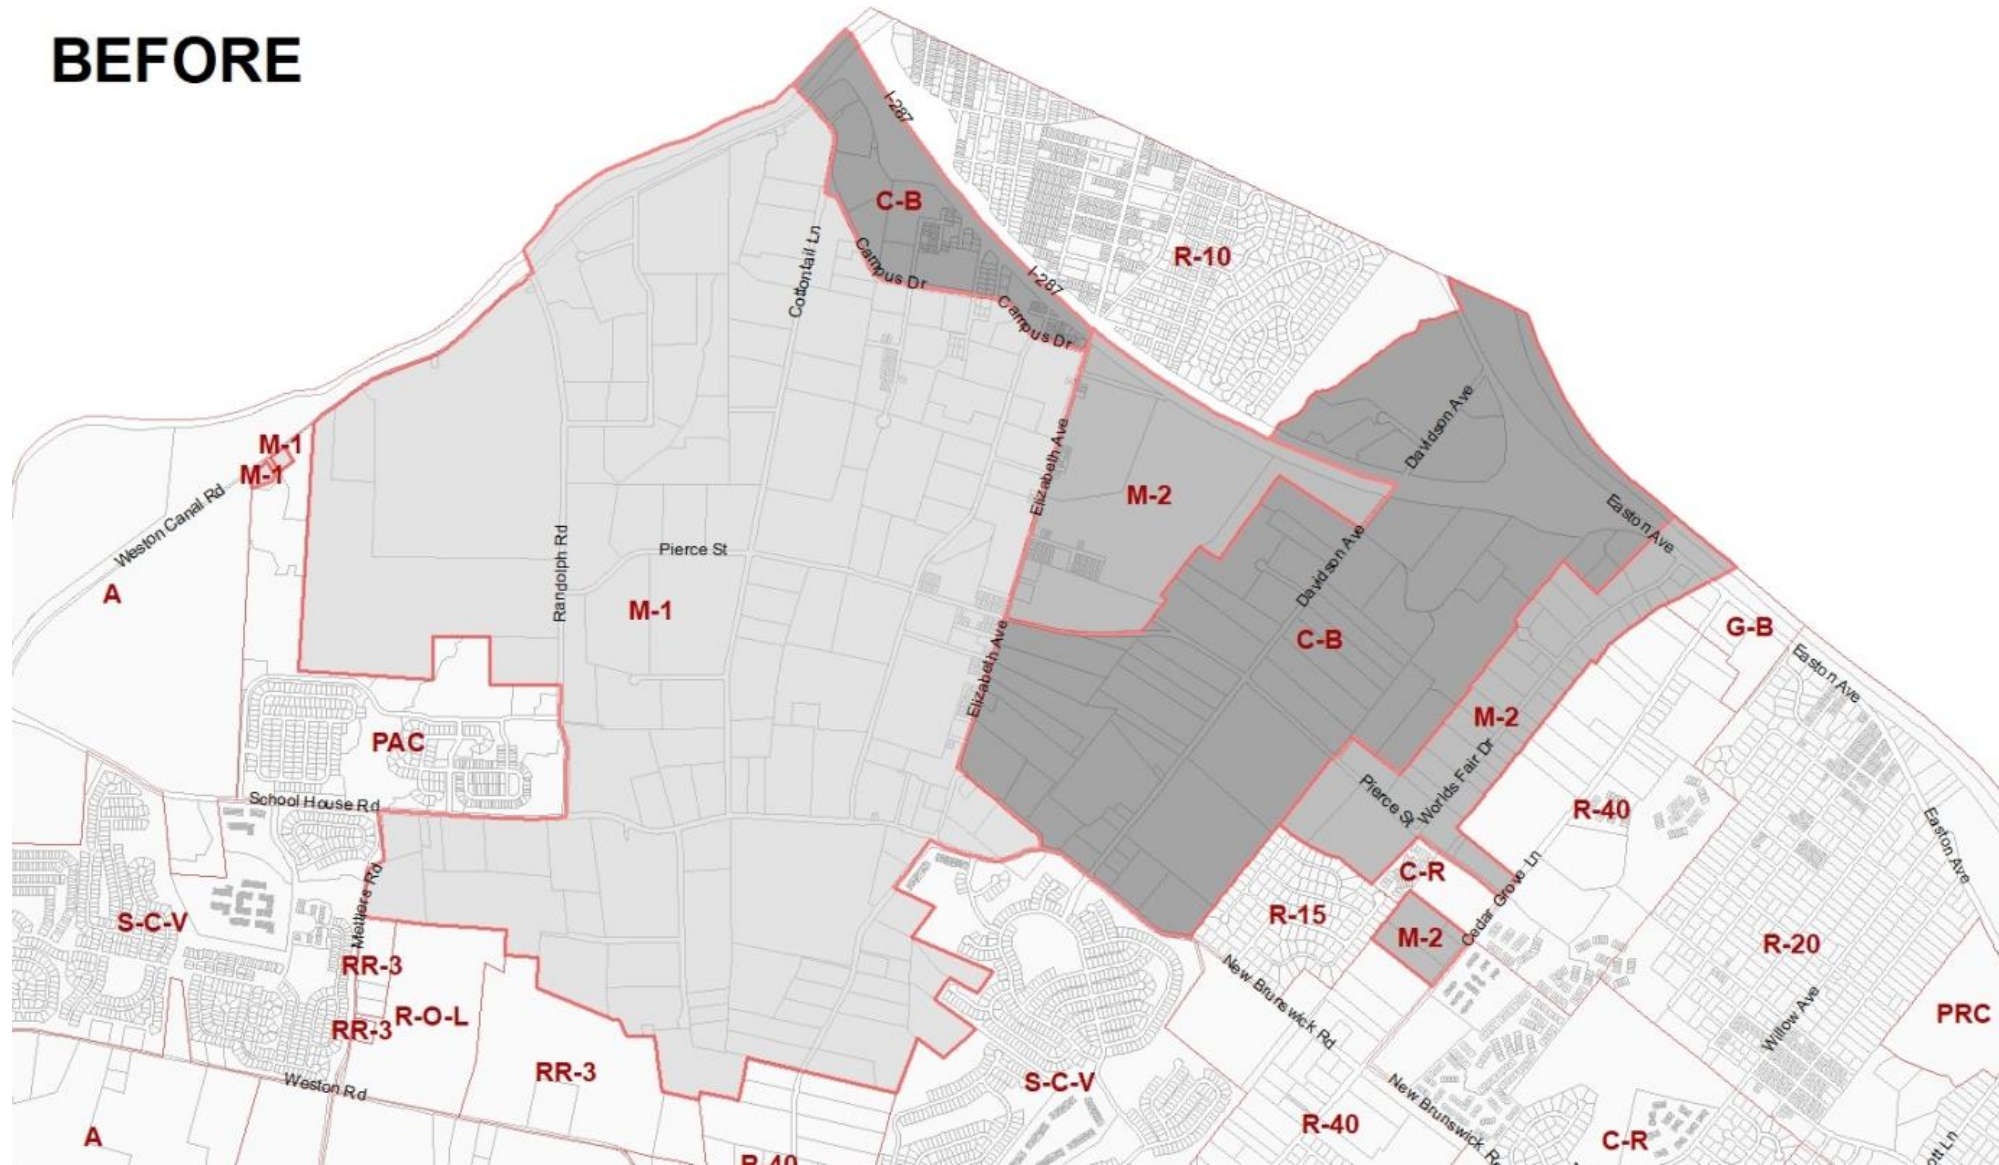 BEFORE
I-287
C-B
R-10
Cottontail Ln
Campus Dr
I-287
Campus Dr
Davidson Ave
M-1
M-1
Weston Canal Rd
Elizabeth Ave
M-2
Easton Ave
Pierce St
Randolph Rd
Davidson Ave
A
M-1
C-B
G-B
Elizabeth Ave
Easton Ave
PAC
M-2
Worlds Fair Dr
Pierce St
School House Rd
R-40
Easton Ave
C-R
Cedar Grove Ln
S-C-V
Mettlers Rd
R-15
M-2
R-20
RR-3
New Brunswick Rd
R-O-L
RR-3
PRC
Willow Ave
RR-3
S-C-V
Weston Rd
New Brunswick R
A
R-40
C-R
R-40
ott Ln